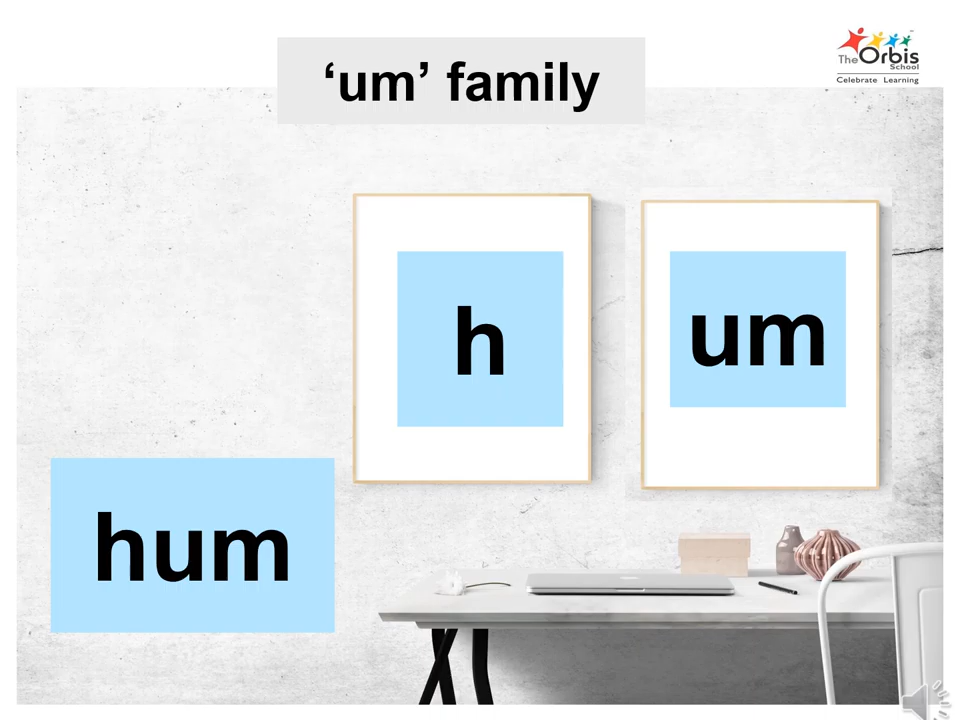 ‘um’ family
The Orbis
School
Celebrate Learning
h
um
hum